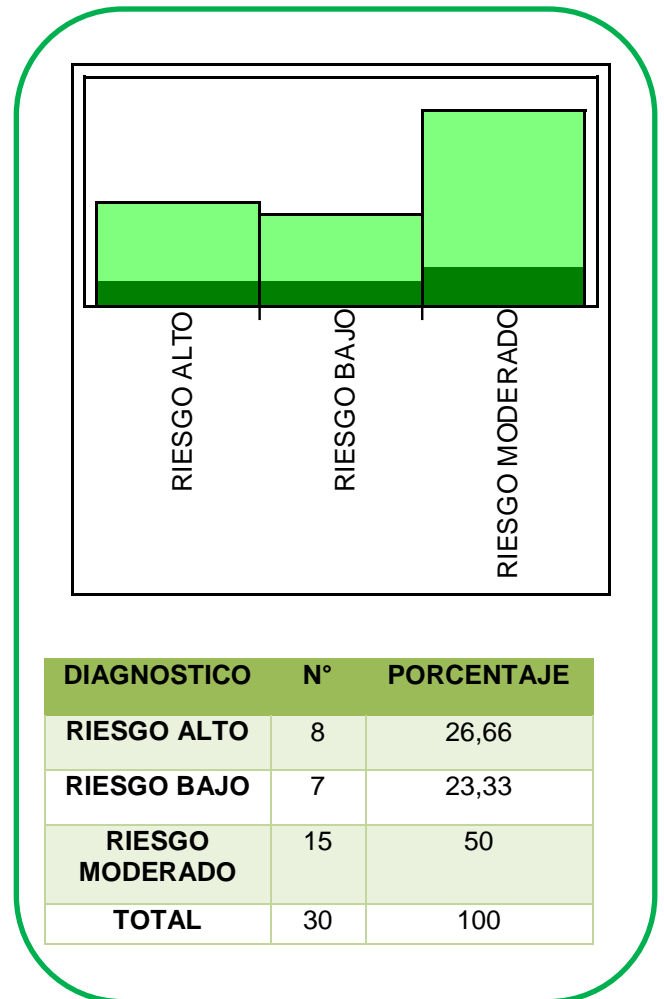 RIESGO ALTO
RIESGO BAJO
RIESGO MODERADO
DIAGNOSTICO N° PORCENTAJE
RIESGO ALTO 8 26,66
RIESGO BAJO 7 23,33
RIESGO 15 50
MODERADO
TOTAL 30 100